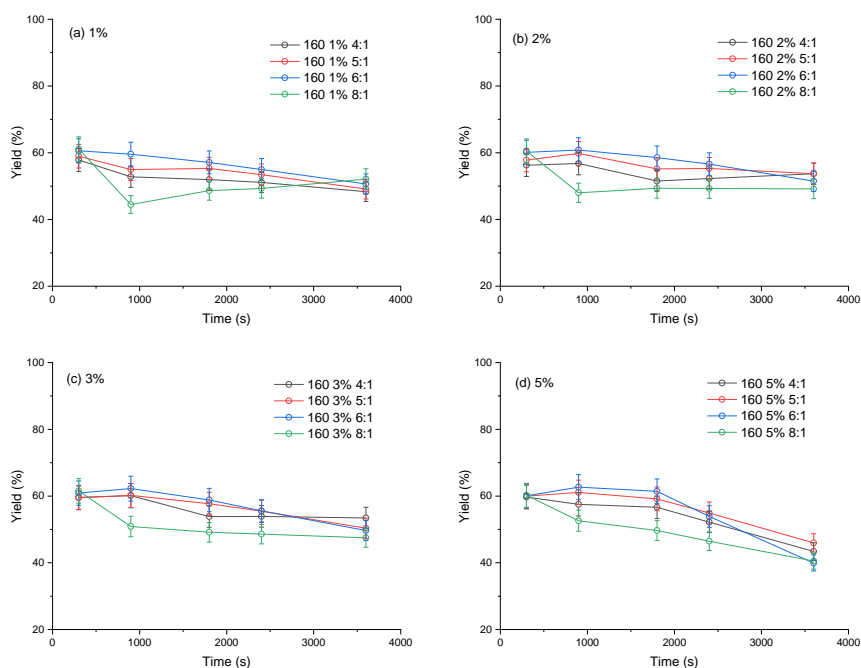 (a) 1%
160 1% 4:1
160 1% 5:1
160 1% 6:1
160 1% 8:1
100
80
60
40
20
Yield (%)
0
1000
2000
3000
4000
Time (s)
(b) 2%
160 2% 4:1
160 2% 5:1
160 2% 6:1
160 2% 8:1
100
80
60
40
20
Yield (%)
0
1000
2000
3000
4000
Time (s)
(c) 3%
160 3% 4:1
160 3% 5:1
160 3% 6:1
160 3% 8:1
100
80
60
40
20
Yield (%)
0
1000
2000
3000
4000
Time (s)
(d) 5%
160 5% 4:1
160 5% 5:1
160 5% 6:1
160 5% 8:1
100
80
60
40
20
Yield (%)
0
1000
2000
3000
4000
Time (s)